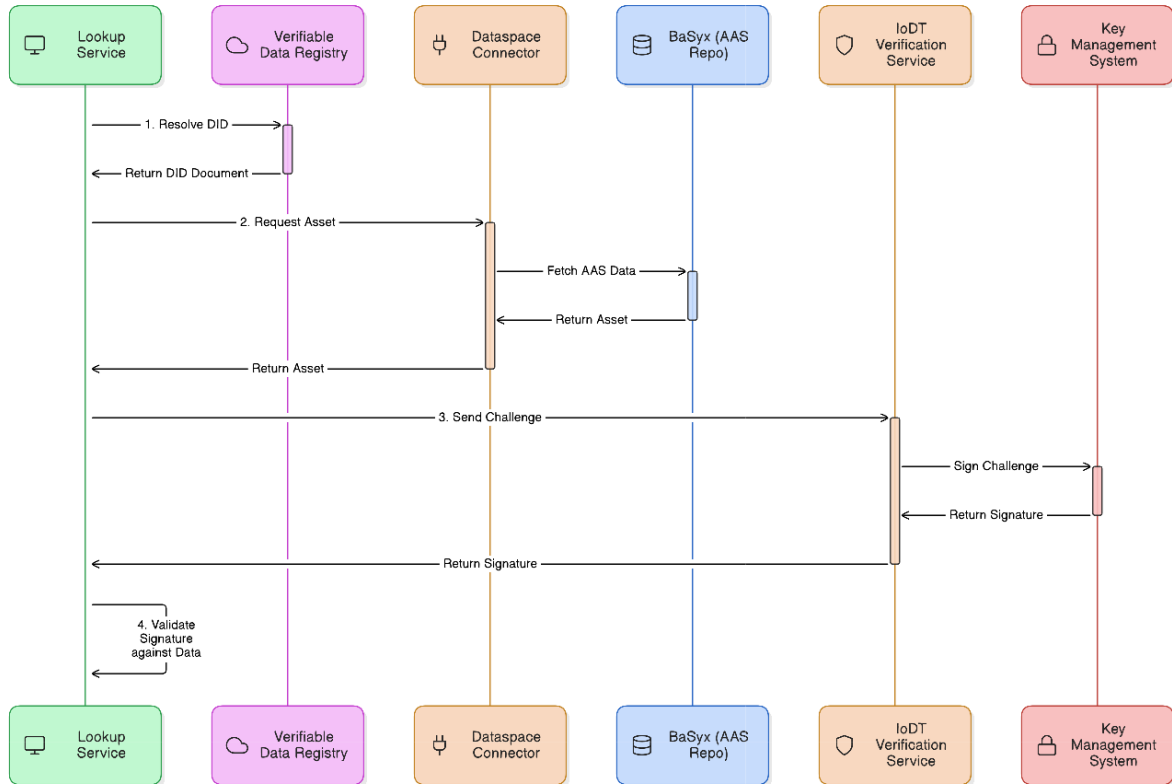 Lookup
Service
Verifiable
Data Registry
Dataspace
Connector
BaSyx (AAS
Repo)
IoDT
Verification
Service
Key
Management
System
1. Resolve DID
Return DID Document
2. Request Asset
Fetch AAS Data
Return Asset
Return Asset
3. Send Challenge
Sign Challenge
Return Signature
Return Signature
4. Validate
Signature
against Data
Lookup
Service
Verifiable
Data Registry
Dataspace
Connector
BaSyx (AAS
Repo)
IoDT
Verification
Service
Key
Management
System